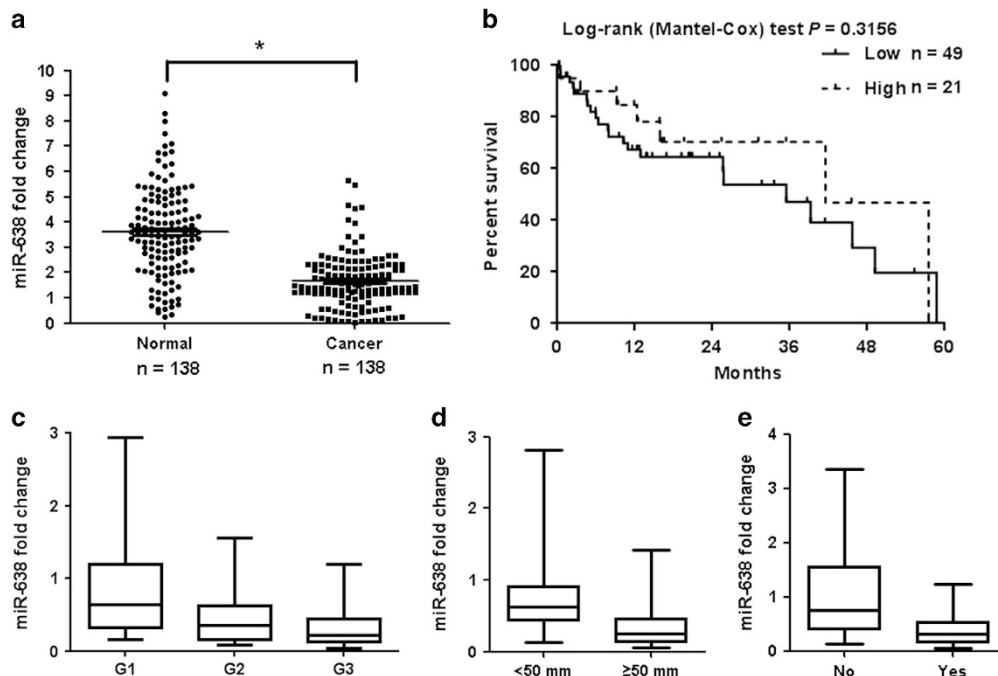 a
*
miR-638 fold change
10
9
8
7
6
5
4
3
2
1
0
Normal
Cancer
n = 138
n = 138
b
Log-rank (Mantel-Cox) test P = 0.3156
Low n = 49
High n = 21
Percent survival
100
80
60
40
20
0
0 12 24 36 48 60
Months
c
miR-638 fold change
3
2
1
0
G1 G2 G3
d
miR-638 fold change
3
2
1
0
<50 mm ≥50 mm
e
miR-638 fold change
4
3
2
1
0
No Yes